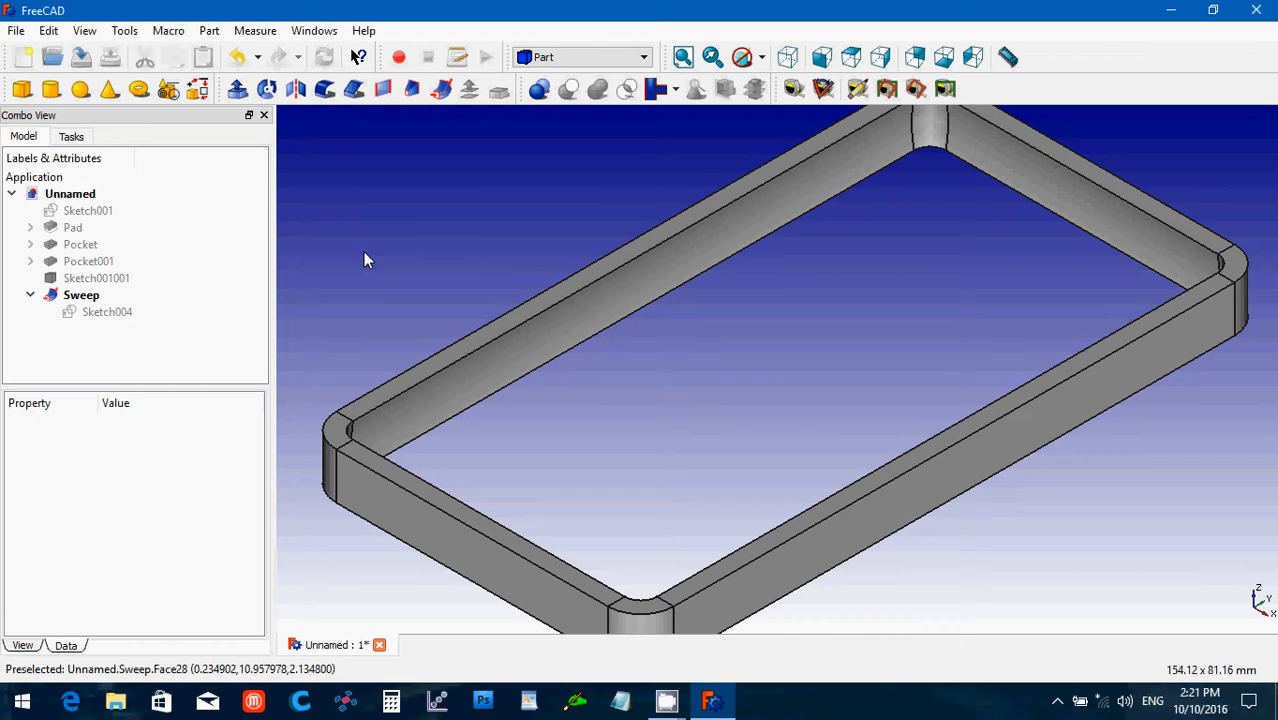 FreeCAD
File Edit View Tools Macro Part Measure Windows Help
Part
Combo View
Model Tasks
Labels & Attributes
Application
Unnamed
Sketch001
Pad
Pocket
Pocket001
Sketch001001
Sweep
Sketch004
Property Value
View Data
Unnamed : 1*
Preselected: Unnamed.Sweep.Face28 (0.234902,10.957978,2.134800)
154.12 x 81.16 mm
Z
Y
X
ENG
2:21 PM
10/10/2016